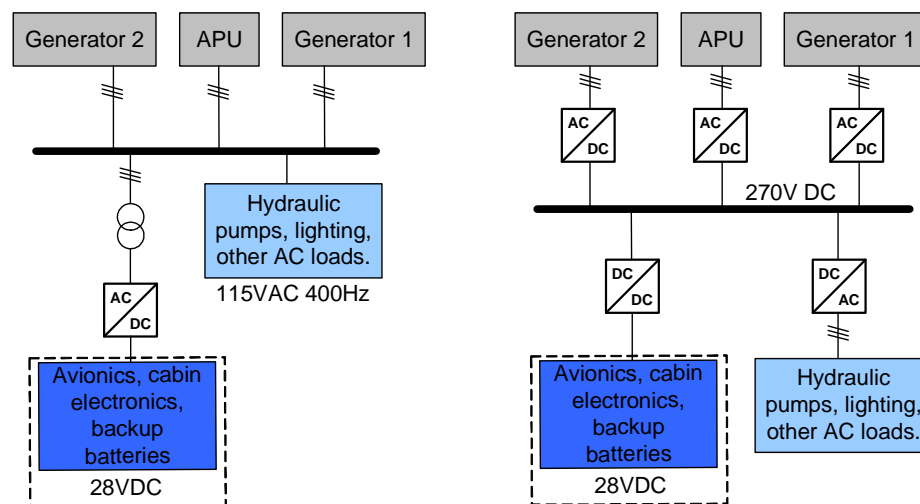 Generator 2
APU
Generator 1
Hydraulic
pumps, lighting,
other AC loads.
115VAC 400Hz
AC
DC
Avionics, cabin
electronics,
backup
batteries
28VDC
Generator 2
APU
Generator 1
AC
DC
AC
DC
AC
DC
270V DC
DC
DC
DC
AC
Avionics, cabin
electronics,
backup
batteries
28VDC
Hydraulic
pumps, lighting,
other AC loads.